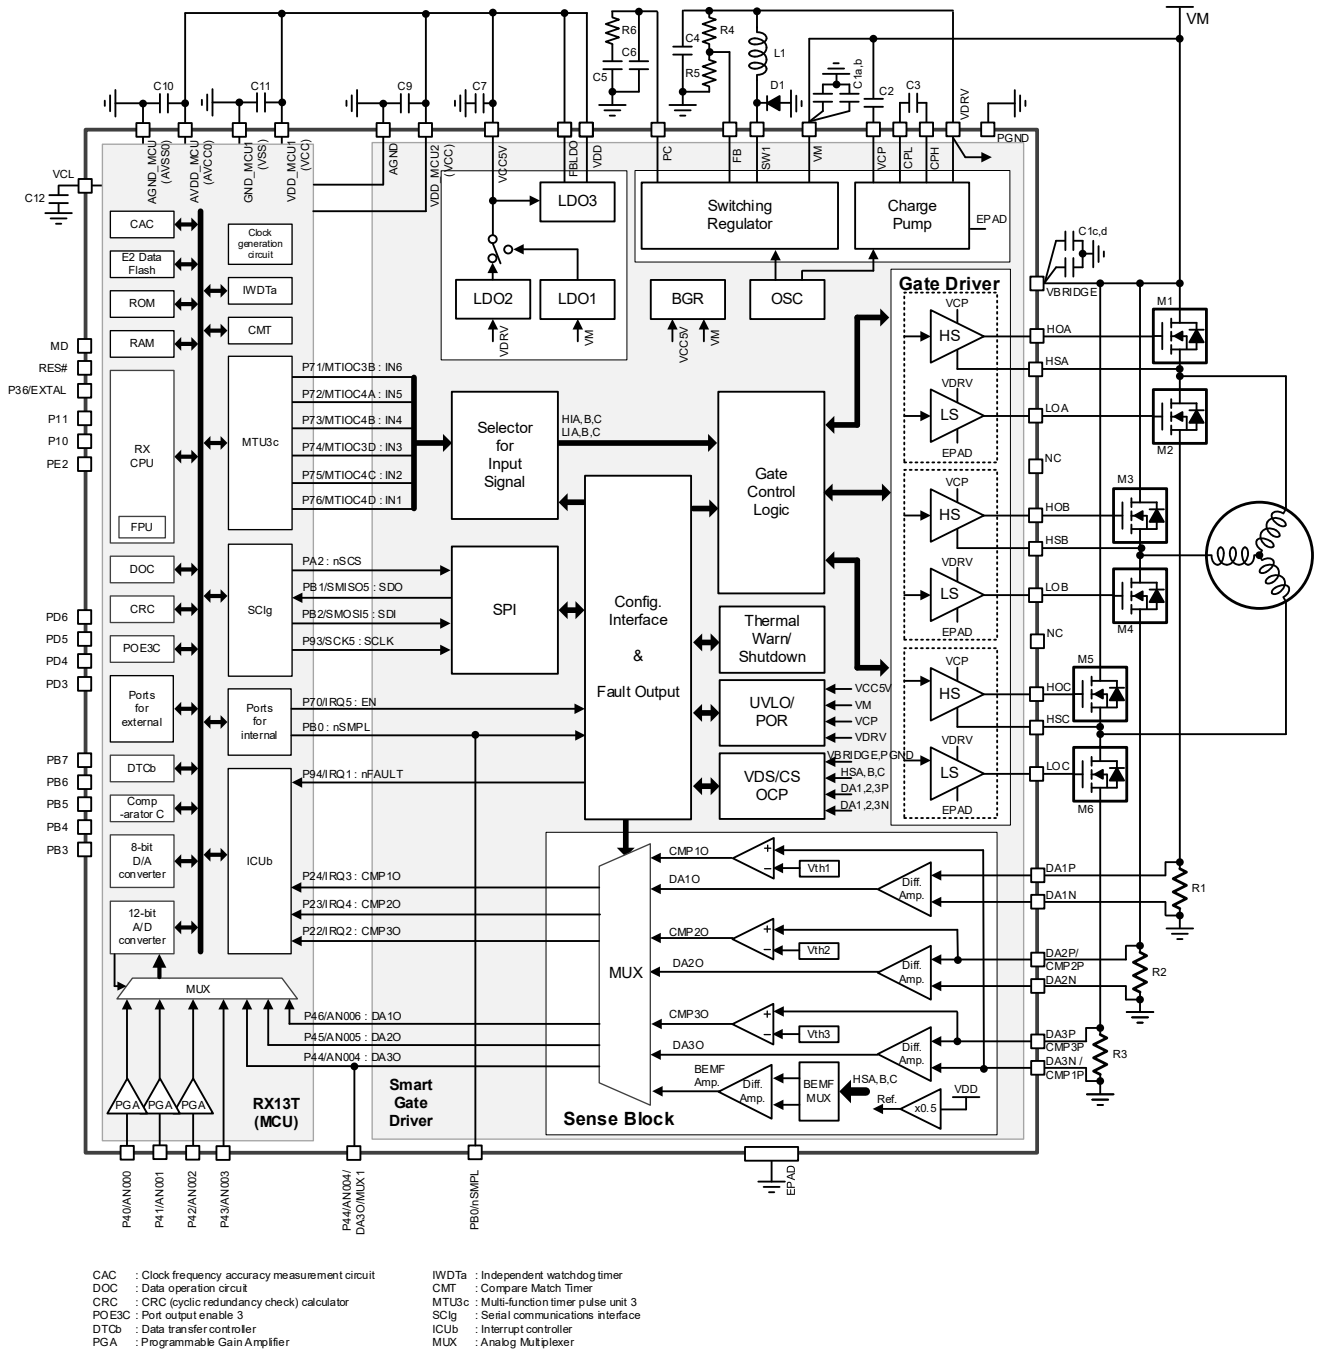 VM
R6
C6
C5
C4
R4
R5
L1
D1
C1a,b
C2
C3
VDRV
PGND
C10
C11
C9
C7
VCL
C12
AGND_MCU
(AVSS0)
AVDD_MCU
(AVCC0)
GND_MCU1
(VSS)
VDD_MCU1
(VCC)
AGND
VDD_MCU2
(VCC)
VCC5V
FBLDO
VDD
PC
FB
SW1
VM
VCP
CPL
CPH
LDO3
LDO2
LDO1
VDRV
VM
Switching
Regulator
Charge
Pump
EPAD
BGR
VCC5V
VM
OSC
C1c,d
VBRIDGE
Gate Driver
CAC
E2 Data
Flash
ROM
RAM
RX
CPU
FPU
DOC
CRC
POE3C
Ports
for
external
DTCb
Comp
-arator C
8-bit
D/A
converter
12-bit
A/D
converter
Clock
generation
circuit
IWDTa
CMT
MTU3c
SCIg
Ports
for
internal
ICUb
MUX
PGA
PGA
PGA
RX13T
(MCU)
MD
RES#
P36/EXTAL
P11
P10
PE2
PD6
PD5
PD4
PD3
PB7
PB6
PB5
PB4
PB3
P71/MTIOC3B : IN6
P72/MTIOC4A : IN5
P73/MTIOC4B : IN4
P74/MTIOC3D : IN3
P75/MTIOC4C : IN2
P76/MTIOC4D : IN1
PA2 : nSCS
PB1/SMISO5 : SDO
PB2/SMOSI5 : SDI
P93/SCK5 : SCLK
P70/IRQ5 : EN
PB0 : nSMPL
P94/IRQ1 : nFAULT
P24/IRQ3 : CMP1O
P23/IRQ4 : CMP2O
P22/IRQ2 : CMP3O
P46/AN006 : DA1O
P45/AN005 : DA2O
P44/AN004 : DA3O
Selector
for
Input
Signal
HIA,B,C
LIA,B,C
SPI
Config.
Interface
&
Fault Output
Gate
Control
Logic
Thermal
Warn/
Shutdown
UVLO/
POR
VCC5V
VM
VCP
VDRV
VDS/CS
OCP
VBRIDGE,PGND
HSA,B,C
DA1,2,3P
DA1,2,3N
VCP
HS
VDRV
LS
EPAD
VCP
HS
VDRV
LS
EPAD
VCP
HS
VDRV
LS
EPAD
HOA
HSA
LOA
NC
HOB
HSB
LOB
NC
HOC
HSC
LOC
M1
M2
M3
M4
M5
M6
MUX
CMP1O
DA1O
CMP2O
DA2O
CMP3O
DA3O
BEMF
Amp.
+
−
Vth1
Diff.
Amp.
+
−
Vth2
Diff.
Amp.
+
−
Vth3
Diff.
Amp.
Diff.
Amp.
BEMF
MUX
HSA,B,C
Ref.
x0.5
VDD
Sense Block
Smart
Gate
Driver
DA1P
DA1N
R1
DA2P/
CMP2P
DA2N
R2
DA3P
CMP3P
DA3N /
CMP1P
R3
P40/AN000
P41/AN001
P42/AN002
P43/AN003
P44/AN004/
DA3O/MUX1
PB0/nSMPL
EPAD
CAC : Clock frequency accuracy measurement circuit
DOC : Data operation circuit
CRC : CRC (cyclic redundancy check) calculator
POE3C : Port output enable 3
DTCb : Data transfer controller
PGA : Programmable Gain Amplifier
IWDTa : Independent watchdog timer
CMT : Compare Match Timer
MTU3c : Multi-function timer pulse unit 3
SCIg : Serial communications interface
ICUb : Interrupt controller
MUX : Analog Multiplexer